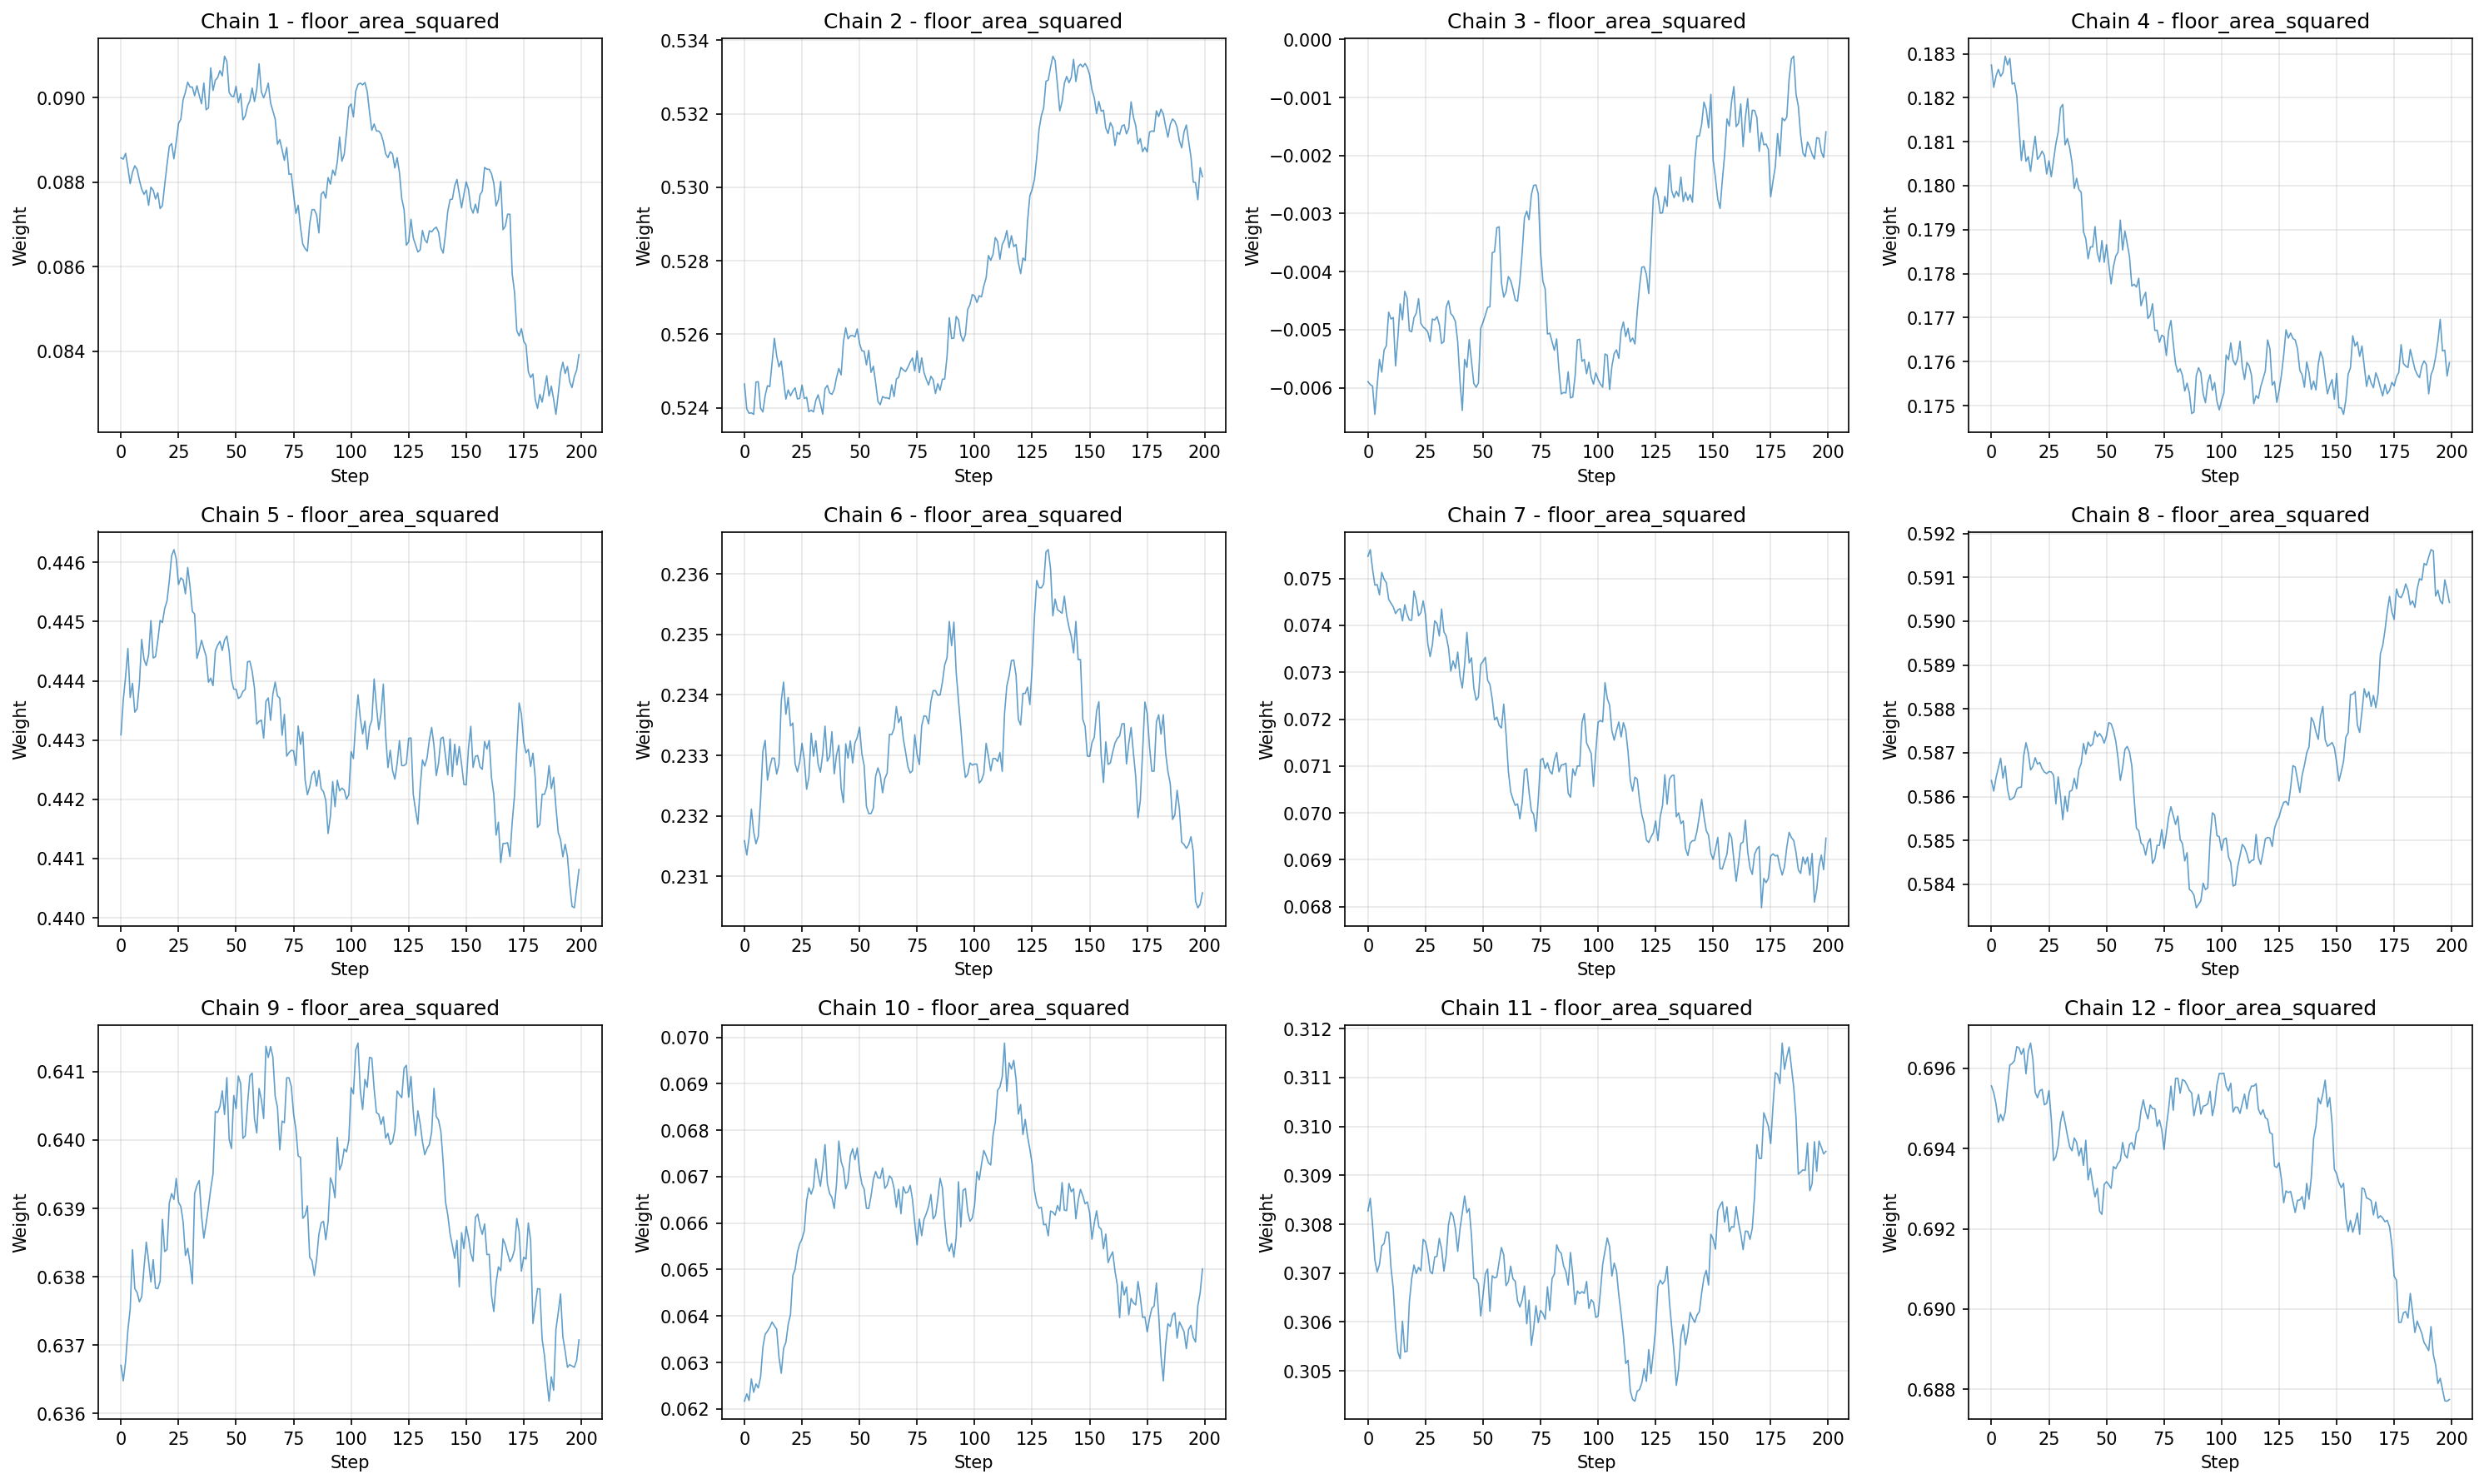 Chain 1 - floor_area_squared
Weight
0.090
0.088
0.086
0.084
0 25 50 75 100 125 150 175 200
Step
Chain 2 - floor_area_squared
Weight
0.534
0.532
0.530
0.528
0.526
0.524
0 25 50 75 100 125 150 175 200
Step
Chain 3 - floor_area_squared
Weight
0.000
−0.001
−0.002
−0.003
−0.004
−0.005
−0.006
0 25 50 75 100 125 150 175 200
Step
Chain 4 - floor_area_squared
Weight
0.183
0.182
0.181
0.180
0.179
0.178
0.177
0.176
0.175
0 25 50 75 100 125 150 175 200
Step
Chain 5 - floor_area_squared
Weight
0.446
0.445
0.444
0.443
0.442
0.441
0.440
0 25 50 75 100 125 150 175 200
Step
Chain 6 - floor_area_squared
Weight
0.236
0.235
0.234
0.233
0.232
0.231
0 25 50 75 100 125 150 175 200
Step
Chain 7 - floor_area_squared
Weight
0.075
0.074
0.073
0.072
0.071
0.070
0.069
0.068
0 25 50 75 100 125 150 175 200
Step
Chain 8 - floor_area_squared
Weight
0.592
0.591
0.590
0.589
0.588
0.587
0.586
0.585
0.584
0 25 50 75 100 125 150 175 200
Step
Chain 9 - floor_area_squared
Weight
0.641
0.640
0.639
0.638
0.637
0.636
0 25 50 75 100 125 150 175 200
Step
Chain 10 - floor_area_squared
Weight
0.070
0.069
0.068
0.067
0.066
0.065
0.064
0.063
0.062
0 25 50 75 100 125 150 175 200
Step
Chain 11 - floor_area_squared
Weight
0.312
0.311
0.310
0.309
0.308
0.307
0.306
0.305
0 25 50 75 100 125 150 175 200
Step
Chain 12 - floor_area_squared
Weight
0.696
0.694
0.692
0.690
0.688
0 25 50 75 100 125 150 175 200
Step